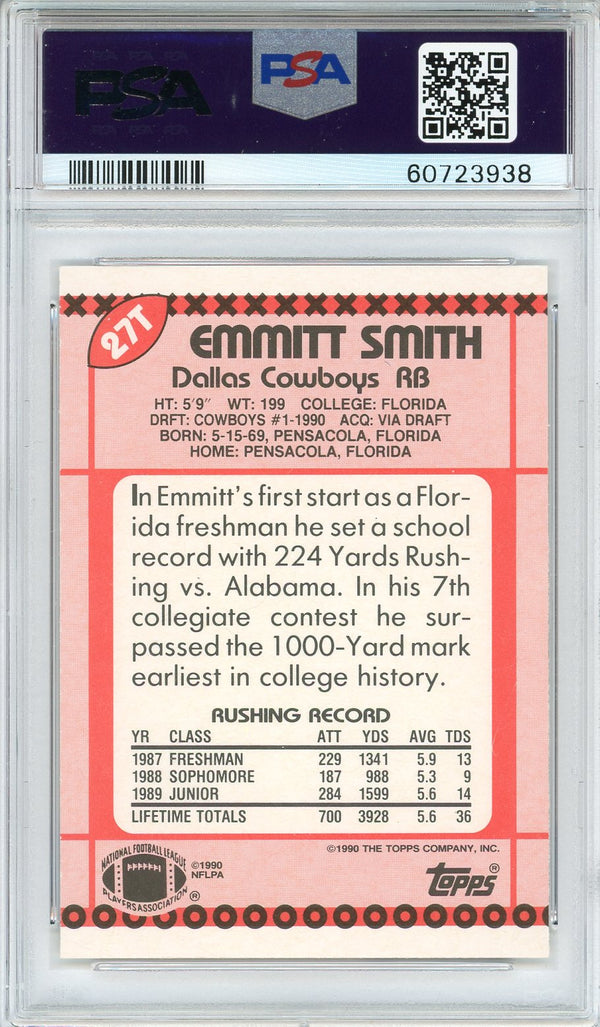 PSA
PSA
60723938
27T
EMMITT SMITH
Dallas Cowboys RB
HT: 5'9" WT: 199 COLLEGE: FLORIDA
DRFT: COWBOYS #1-1990 ACQ: VIA DRAFT
BORN: 5-15-69, PENSACOLA, FLORIDA
HOME: PENSACOLA, FLORIDA
In Emmitt's first start as a Flor-
ida freshman he set a school
record with 224 Yards Rush-
ing vs. Alabama. In his 7th
collegiate contest he sur-
passed the 1000-Yard mark
earliest in college history.
RUSHING RECORD
YR CLASS ATT YDS AVG TDS
1987 FRESHMAN 229 1341 5.9 13
1988 SOPHOMORE 187 988 5.3 9
1989 JUNIOR 284 1599 5.6 14
LIFETIME TOTALS 700 3928 5.6 36
©1990 THE TOPPS COMPANY, INC.
NATIONAL FOOTBALL LEAGUE
PLAYERS ASSOCIATION
®
©1990
NFLPA
TOPPS®